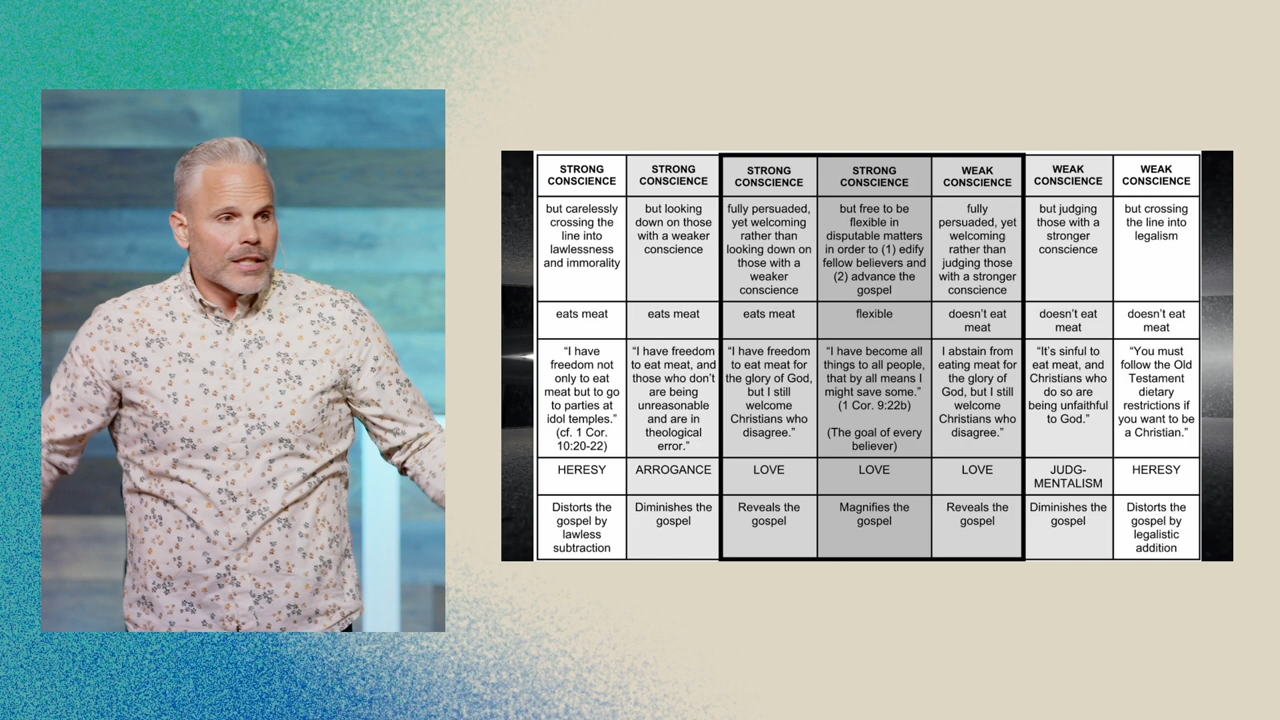 STRONG
CONSCIENCE
STRONG
CONSCIENCE
STRONG
CONSCIENCE
STRONG
CONSCIENCE
WEAK
CONSCIENCE
WEAK
CONSCIENCE
WEAK
CONSCIENCE
but carelessly
crossing the
line into
lawlessness
and immorality
but looking
down on those
with a weaker
conscience
fully persuaded,
yet welcoming
rather than
looking down on
those with a
weaker
conscience
but free to be
flexible in
disputable matters
in order to (1) edify
fellow believers and
(2) advance the
gospel
fully
persuaded, yet
welcoming
rather than
judging those
with a stronger
conscience
but judging
those with a
stronger
conscience
but crossing
the line into
legalism
eats meat
eats meat
eats meat
flexible
doesn’t eat
meat
doesn’t eat
meat
doesn’t eat
meat
“I have
freedom not
only to eat
meat but to go
to parties at
idol temples.”
(cf. 1 Cor.
10:20-22)
“I have freedom
to eat meat, and
those who don’t
are being
unreasonable
and are in
theological
error.”
“I have freedom
to eat meat for
the glory of God,
but I still
welcome
Christians who
disagree.”
“I have become all
things to all people,
that by all means I
might save some.”
(1 Cor. 9:22b)
(The goal of every
believer)
I abstain from
eating meat for
the glory of
God, but I still
welcome
Christians who
disagree.”
“It’s sinful to
eat meat, and
Christians who
do so are
being unfaithful
to God.”
“You must
follow the Old
Testament
dietary
restrictions if
you want to be
a Christian.”
HERESY
ARROGANCE
LOVE
LOVE
LOVE
JUDG-
MENTALISM
HERESY
Distorts the
gospel by
lawless
subtraction
Diminishes the
gospel
Reveals the
gospel
Magnifies the
gospel
Reveals the
gospel
Diminishes the
gospel
Distorts the
gospel by
legalistic
addition